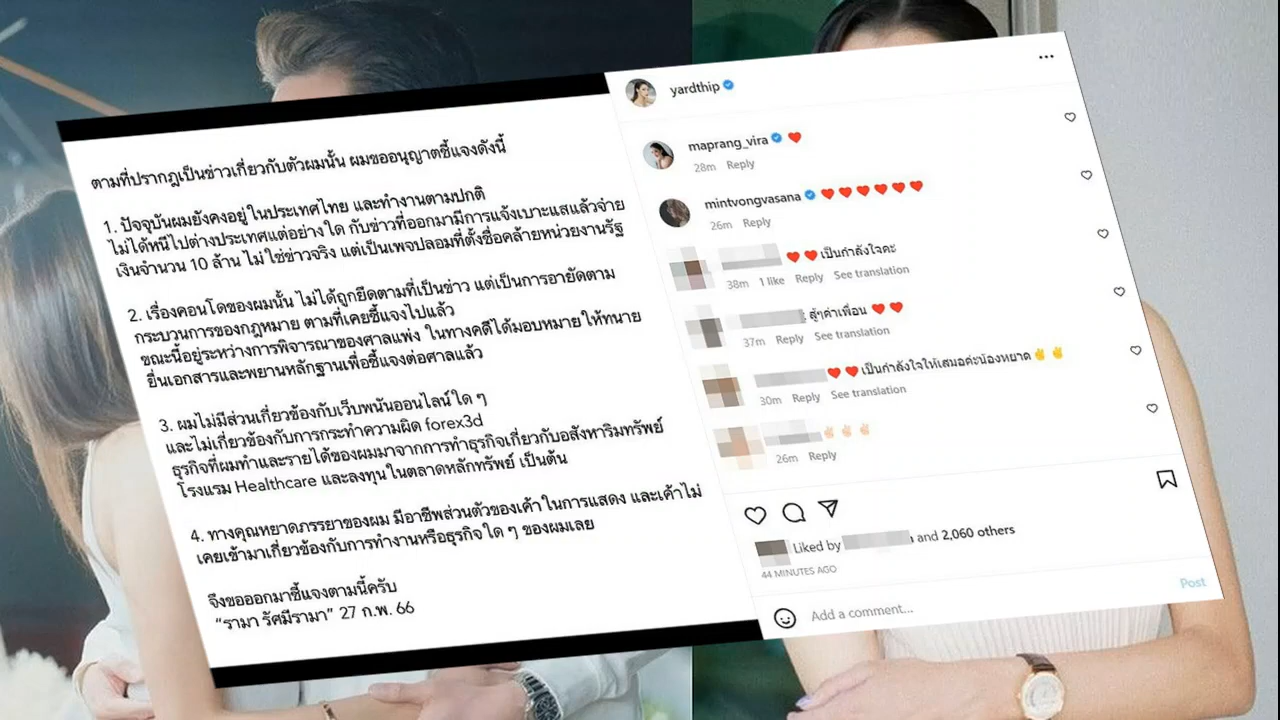 ตามที่ปรากฏเป็นข่าวเกี่ยวกับตัวผมนั้น ผมขออนุญาตชี้แจงดังนี้
1. ปัจจุบันผมยังคงอยู่ในประเทศไทย และทำงานตามปกติ
ไม่ได้หนีไปต่างประเทศแต่อย่างใด กับข่าวที่ออกมามีการแจ้งเบาะแสแล้วจ่าย
เงินจำนวน 10 ล้าน ไม่ใช่ข่าวจริง แต่เป็นเพจปลอมที่ตั้งชื่อคล้ายหน่วยงานรัฐ
2. เรื่องคอนโดของผมนั้น ไม่ได้ถูกยึดตามที่เป็นข่าว แต่เป็นการอายัดตาม
กระบวนการของกฎหมาย ตามที่เคยชี้แจงไปแล้ว
ขณะนี้อยู่ระหว่างการพิจารณาของศาลแพ่ง ในทางคดีได้มอบหมายให้ทนาย
ยื่นเอกสารและพยานหลักฐานเพื่อชี้แจงต่อศาลแล้ว
3. ผมไม่มีส่วนเกี่ยวข้องกับเว็บพนันออนไลน์ใด ๆ
และไม่เกี่ยวข้องกับการกระทำความผิด forex3d
ธุรกิจที่ผมทำและรายได้ของผมมาจากการทำธุรกิจเกี่ยวกับอสังหาริมทรัพย์
โรงแรม Healthcare และลงทุนในตลาดหลักทรัพย์ เป็นต้น
4. ทางคุณหยาดภรรยาของผม มีอาชีพส่วนตัวของเค้าในการแสดง และเค้าไม่
เคยเข้ามาเกี่ยวข้องกับการทำงานหรือธุรกิจใด ๆ ของผมเลย
จึงขอออกมาชี้แจงตามนี้ครับ
“รามา รัศมีรามา” 27 ก.พ. 66
yardthip
maprang_vira ❤️
28m Reply
mintvongvasana ❤️❤️❤️❤️❤️❤️
26m Reply
❤️❤️เป็นกำลังใจคะ
38m 1 like Reply See translation
สู้ๆค่าเพื่อน ❤️❤️
37m Reply See translation
❤️❤️เป็นกำลังใจให้เสมอค่ะน้องหยาด✌️✌️
30m Reply See translation
✌🏻✌🏻✌🏻
26m Reply
Liked by and 2,060 others
44 MINUTES AGO
Add a comment...
Post